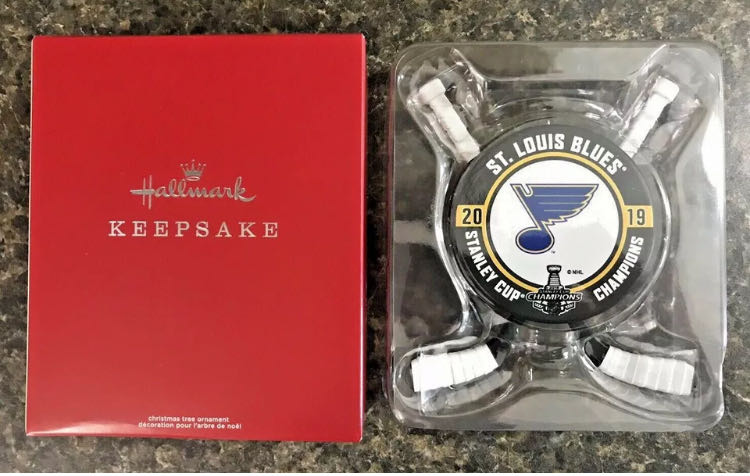 Hallmark
KEEPSAKE
christmas tree ornament
décoration pour l'arbre de noël
ST. LOUIS BLUES®
20 19
STANLEY CUP® CHAMPIONS
™
© NHL
CHAMPIONS